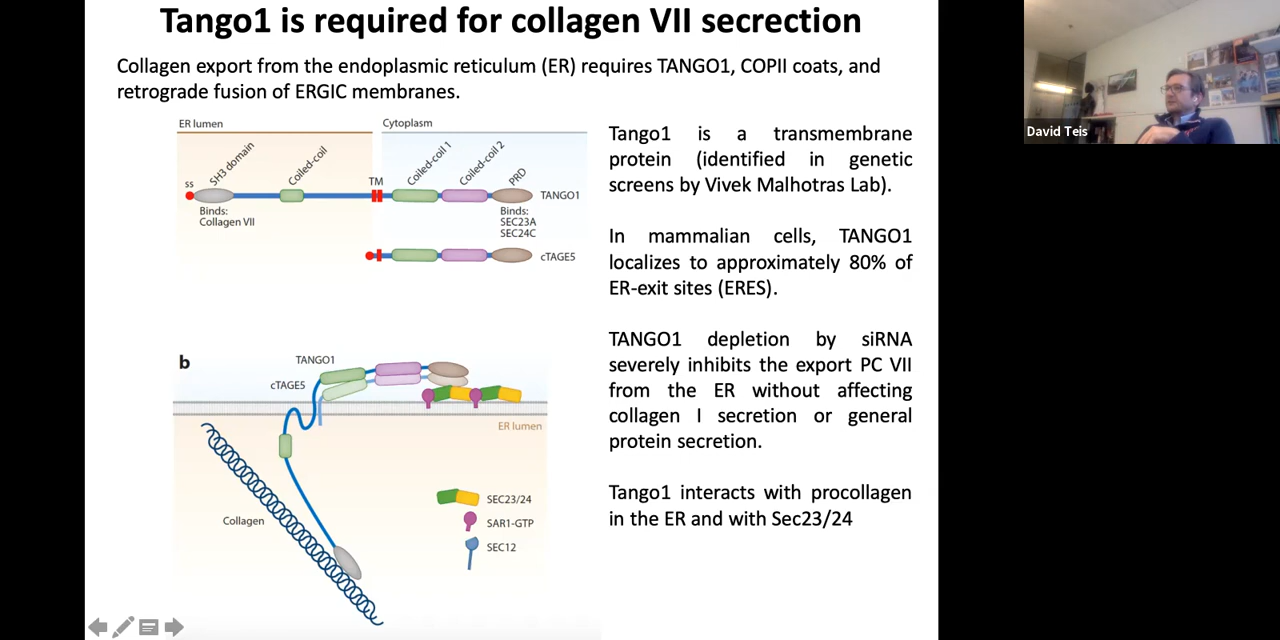 Tango1 is required for collagen VII secrection
Collagen export from the endoplasmic reticulum (ER) requires TANGO1, COPII coats, and
retrograde fusion of ERGIC membranes.
ER lumen
Cytoplasm
ss
SH3 domain
Coiled-coil
TM
Coiled-coil 1
Coiled-coil 2
PRD
TANGO1
Binds:
Collagen VII
Binds:
SEC23A
SEC24C
cTAGE5
b
TANGO1
cTAGE5
ER lumen
Collagen
SEC23/24
SAR1-GTP
SEC12
Tango1 is a transmembrane
protein (identified in genetic
screens by Vivek Malhotras Lab).
In mammalian cells, TANGO1
localizes to approximately 80% of
ER-exit sites (ERES).
TANGO1 depletion by siRNA
severely inhibits the export PC VII
from the ER without affecting
collagen I secretion or general
protein secretion.
Tango1 interacts with procollagen
in the ER and with Sec23/24
David Teis